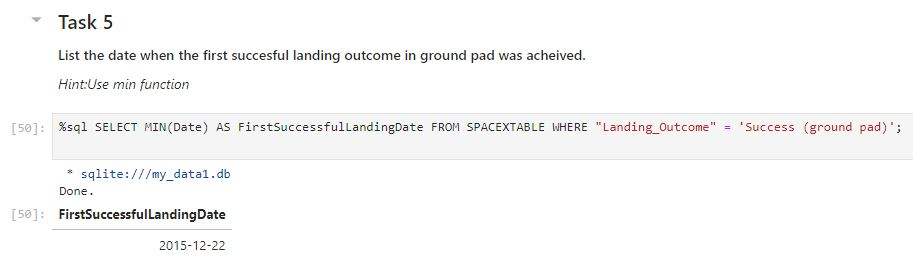 Task 5
List the date when the first succesful landing outcome in ground pad was acheived.
Hint:Use min function
[50]: %sql SELECT MIN(Date) AS FirstSuccessfulLandingDate FROM SPACEXTABLE WHERE "Landing_Outcome" = 'Success (ground pad)';
* sqlite:///my_data1.db
Done.
[50]: FirstSuccessfulLandingDate
2015-12-22